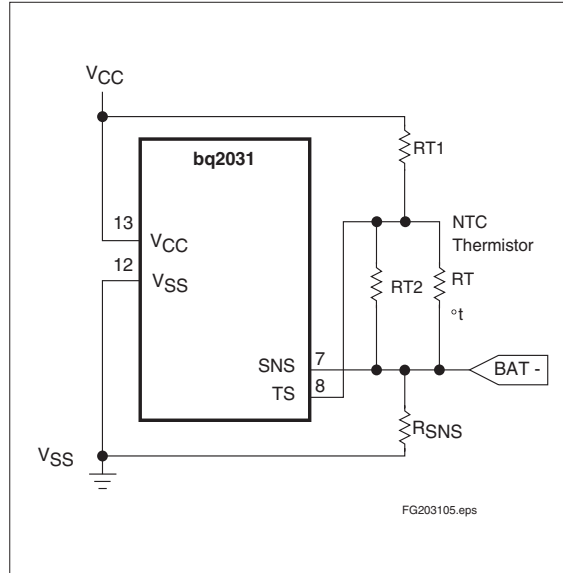 VCC
bq2031
RT1
13
VCC
NTC
Thermistor
12
VSS
RT2
RT
°t
SNS
7
BAT -
TS
8
RSNS
VSS
FG203105.eps